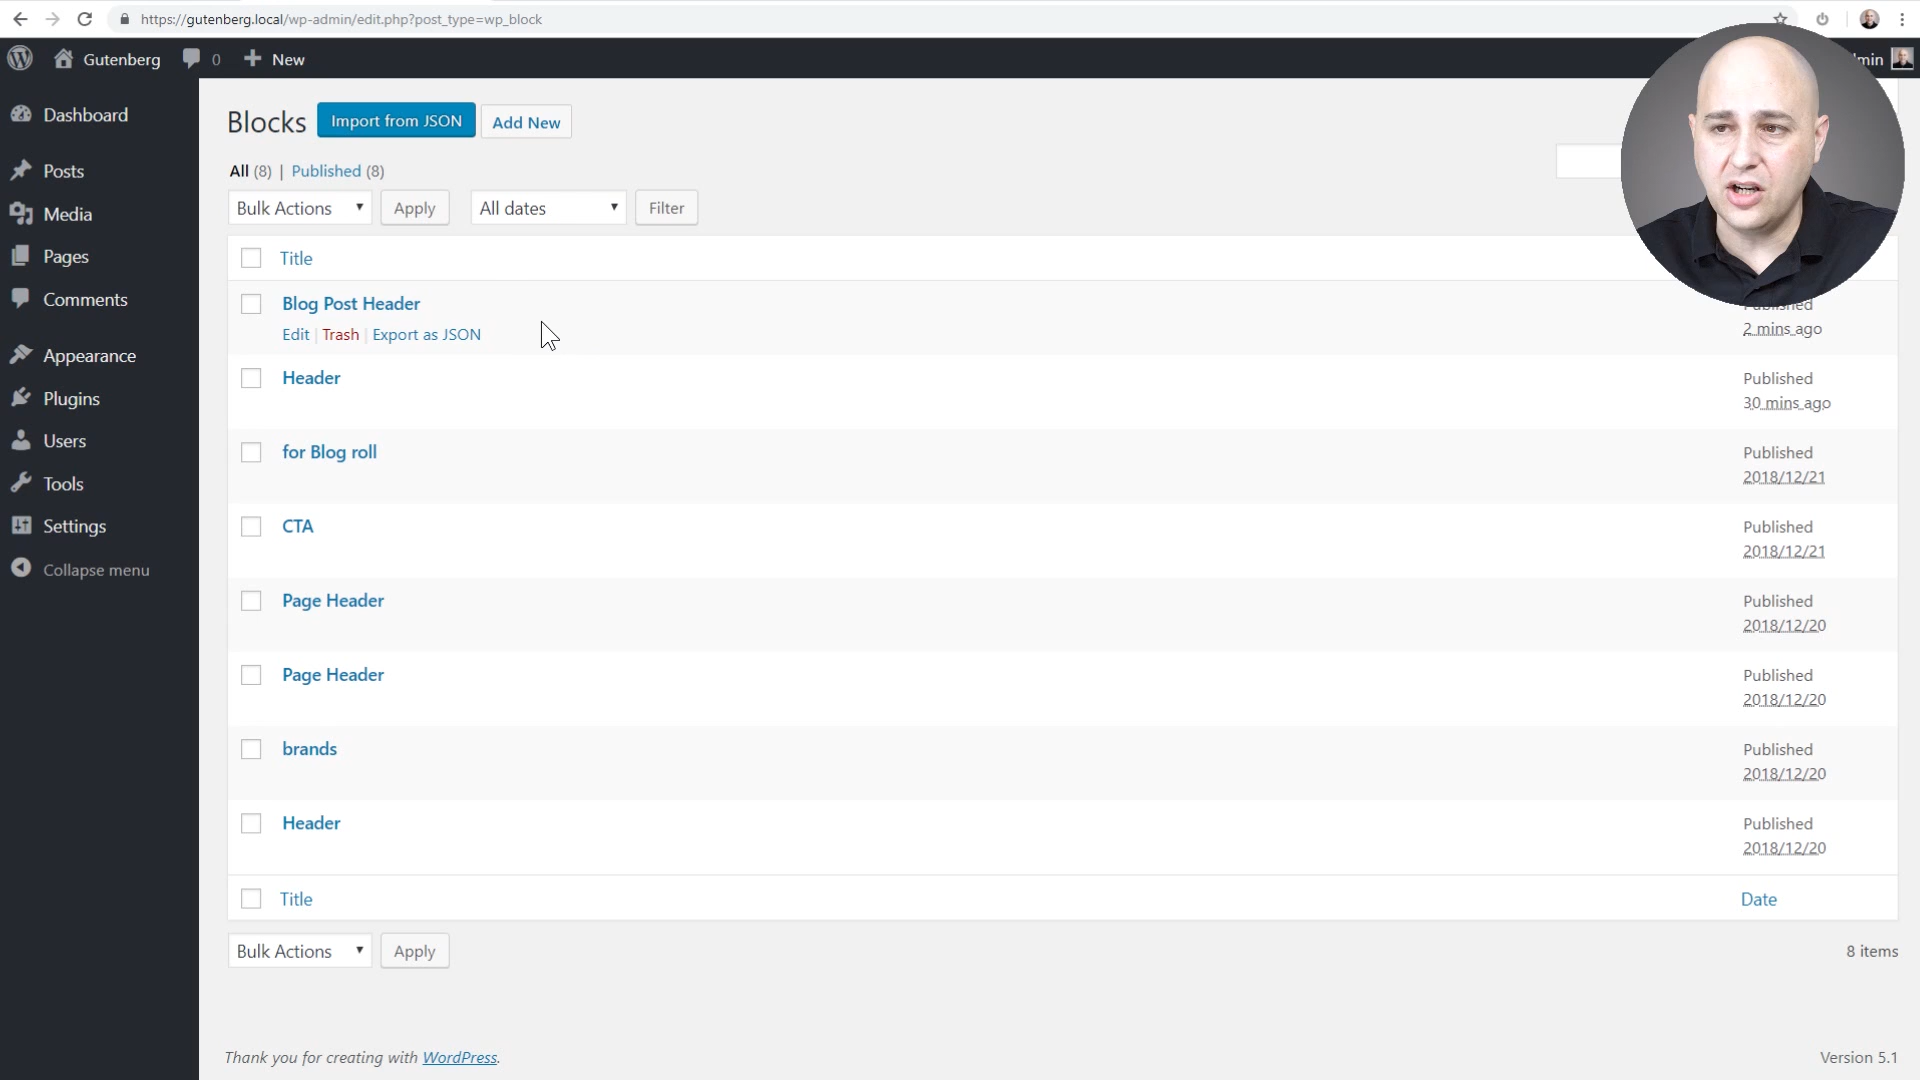 https://gutenberg.local/wp-admin/edit.php?post_type=wp_block
Gutenberg
0
New
Dashboard
Posts
Media
Pages
Comments
Appearance
Plugins
Users
Tools
Settings
Collapse menu
Blocks
Import from JSON
Add New
All (8) | Published (8)
Bulk Actions
Apply
All dates
Filter
Title
Blog Post Header
Edit | Trash | Export as JSON
2 mins ago
Header
Published
30 mins ago
for Blog roll
Published
2018/12/21
CTA
Published
2018/12/21
Page Header
Published
2018/12/20
Page Header
Published
2018/12/20
brands
Published
2018/12/20
Header
Published
2018/12/20
Title
Date
Bulk Actions
Apply
8 items
Thank you for creating with WordPress.
Version 5.1